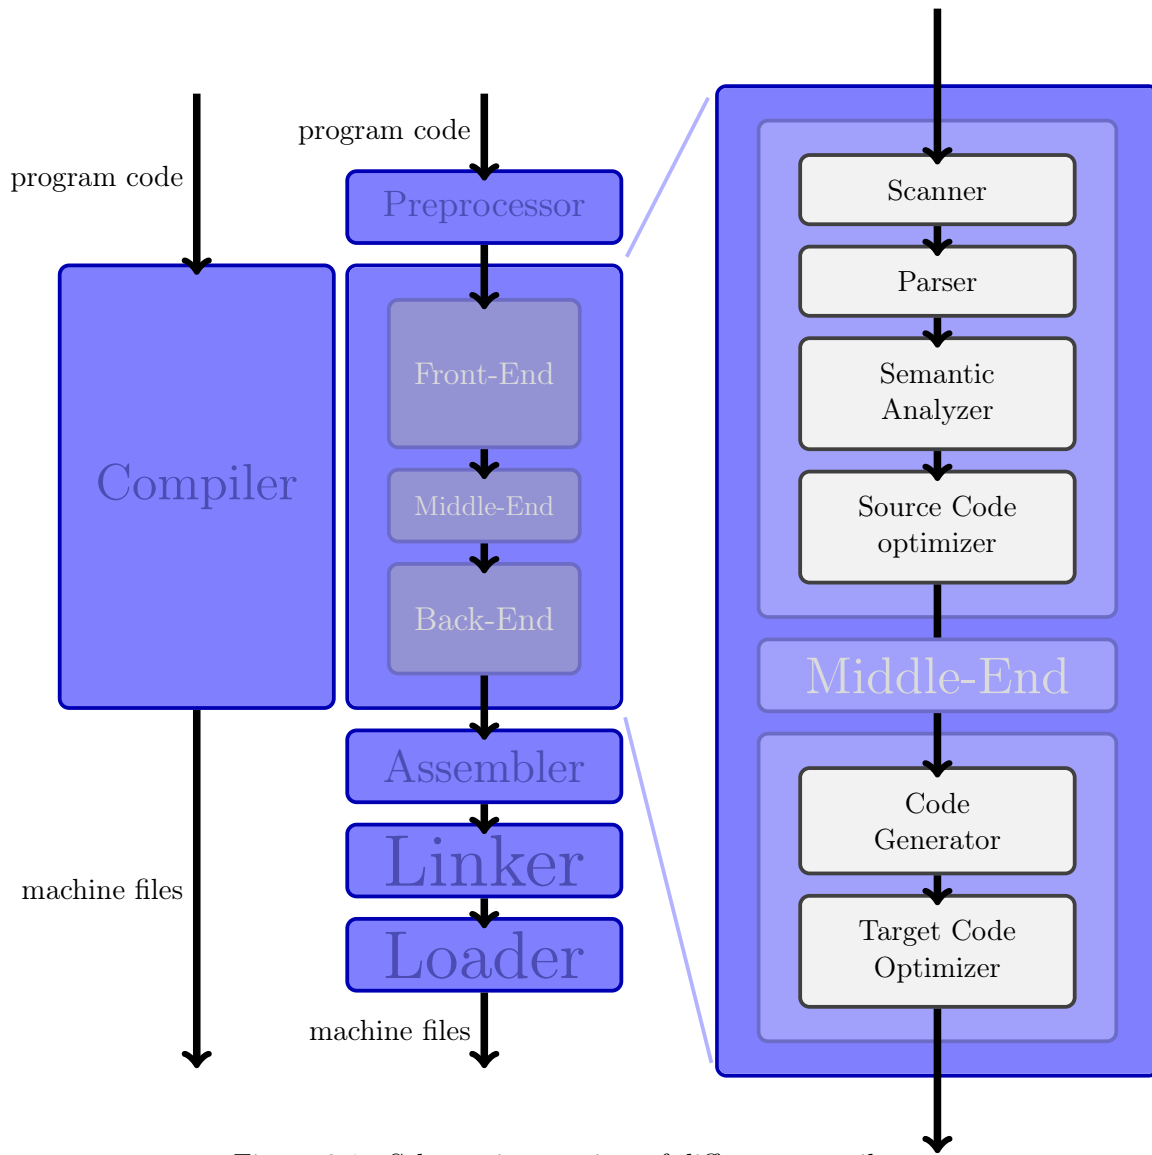 program code
Compiler
machine files
program code
Preprocessor
Front-End
Middle-End
Back-End
Assembler
Linker
Loader
machine files
Scanner
Parser
Semantic
Analyzer
Source Code
optimizer
Middle-End
Code
Generator
Target Code
Optimizer